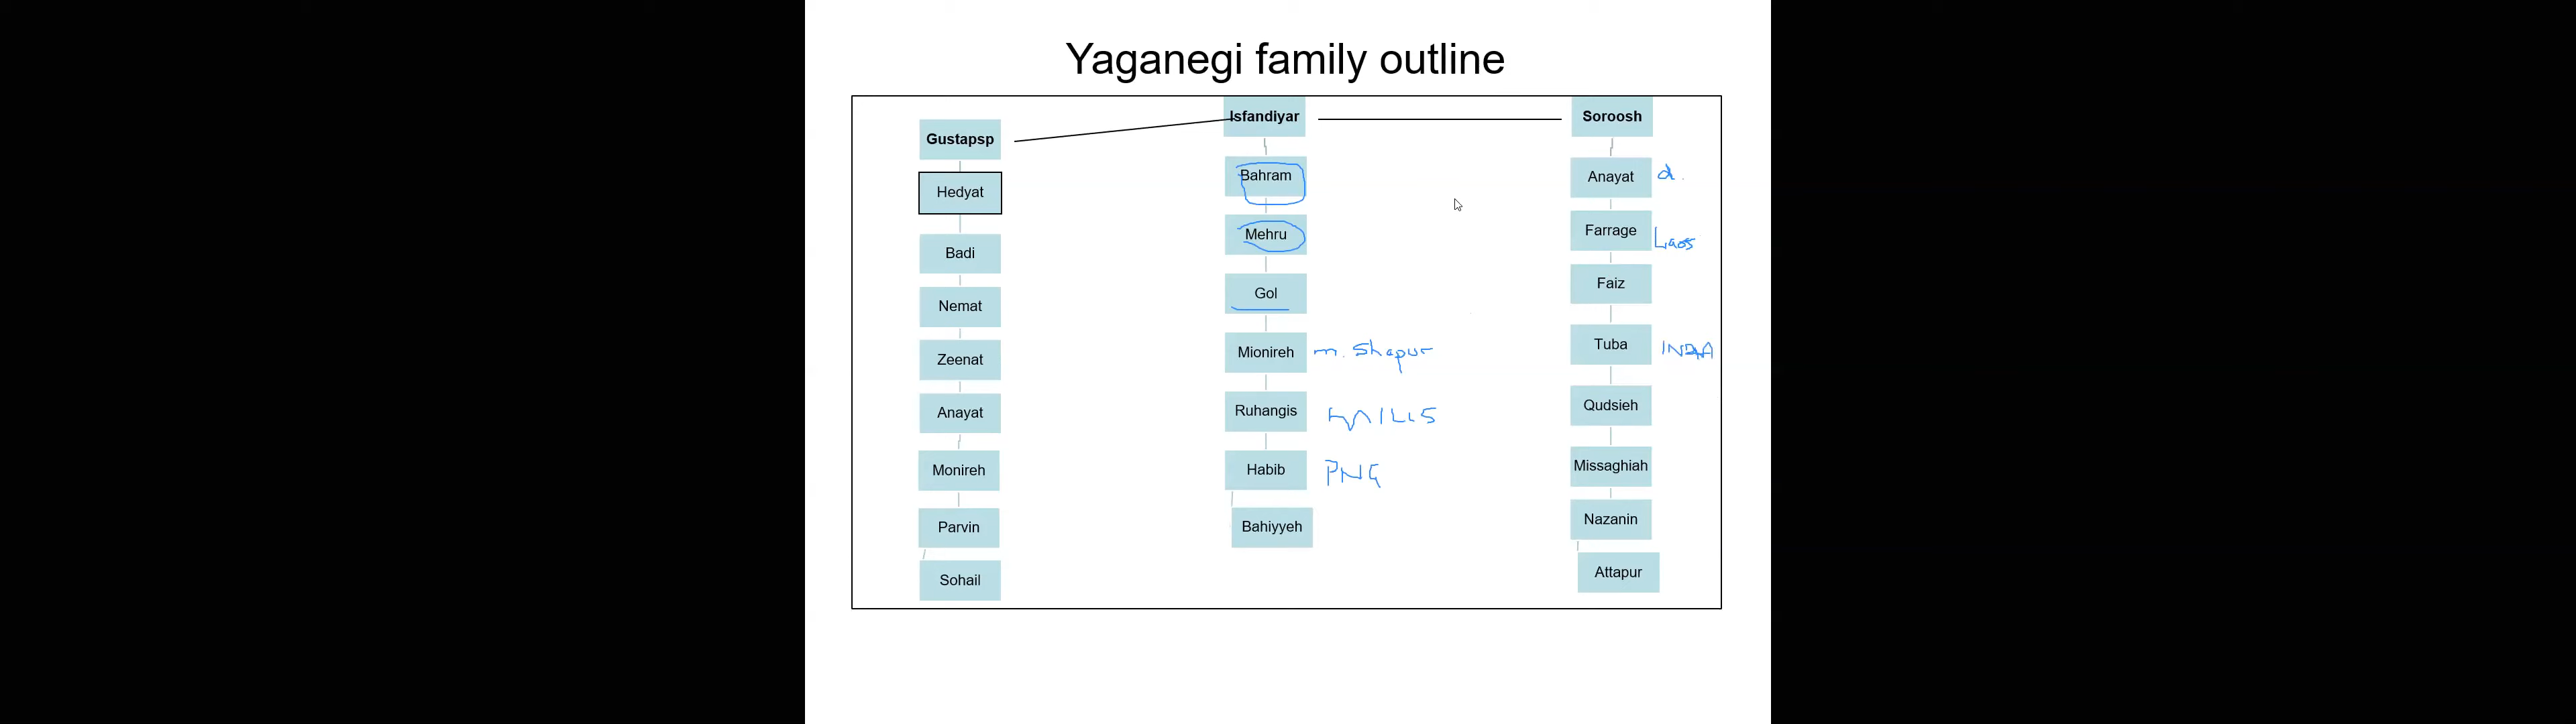 Yaganegi family outline
Gustapsp
Hedyat
Badi
Nemat
Zeenat
Anayat
Monireh
Parvin
Sohail
Isfandiyar
Bahram
Mehru
Gol
Mionireh m. Shapur
Ruhangis
Habib PNG
Bahiyyeh
Soroosh
Anayat d.
Farrage Laos
Faiz
Tuba INDIA
Qudsieh
Missaghiah
Nazanin
Attapur